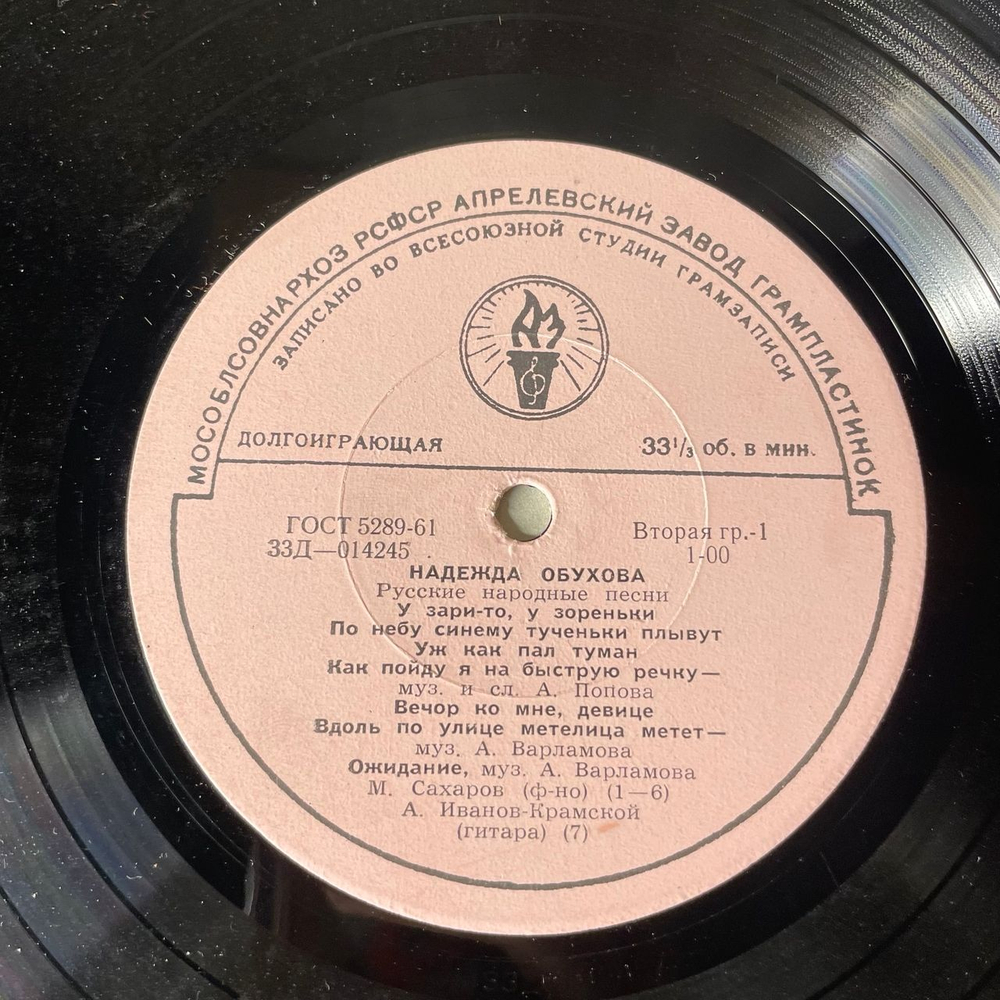 МОСОБЛСОВНАРХОЗ РСФСР АПРЕЛЕВСКИЙ ЗАВОД ГРАМПЛАСТИНОК
ЗАПИСАНО ВО ВСЕСОЮЗНОЙ СТУДИИ ГРАМЗАПИСИ
АЗ
ДОЛГОИГРАЮЩАЯ 33 1/3 об. в мин.
ГОСТ 5289-61 Вторая гр.-1
33Д—014245 1-00
НАДЕЖДА ОБУХОВА
Русские народные песни
У зари-то, у зореньки
По небу синему тученьки плывут
Уж как пал туман
Как пойду я на быструю речку—
муз. и сл. А. Попова
Вечор ко мне, девице
Вдоль по улице метелица метет—
муз. А. Варламова
Ожидание, муз. А. Варламова
М. Сахаров (ф-но) (1—6)
А. Иванов-Крамской
(гитара) (7)